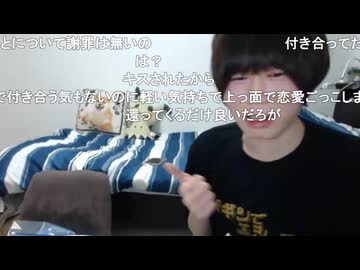 とについて謝罪は無いの
付き合ってた
は？
キスされたから
で付き合う気もないのに軽い気持ちで上っ面で恋愛ごっこしま
還ってくるだけ良いだろが